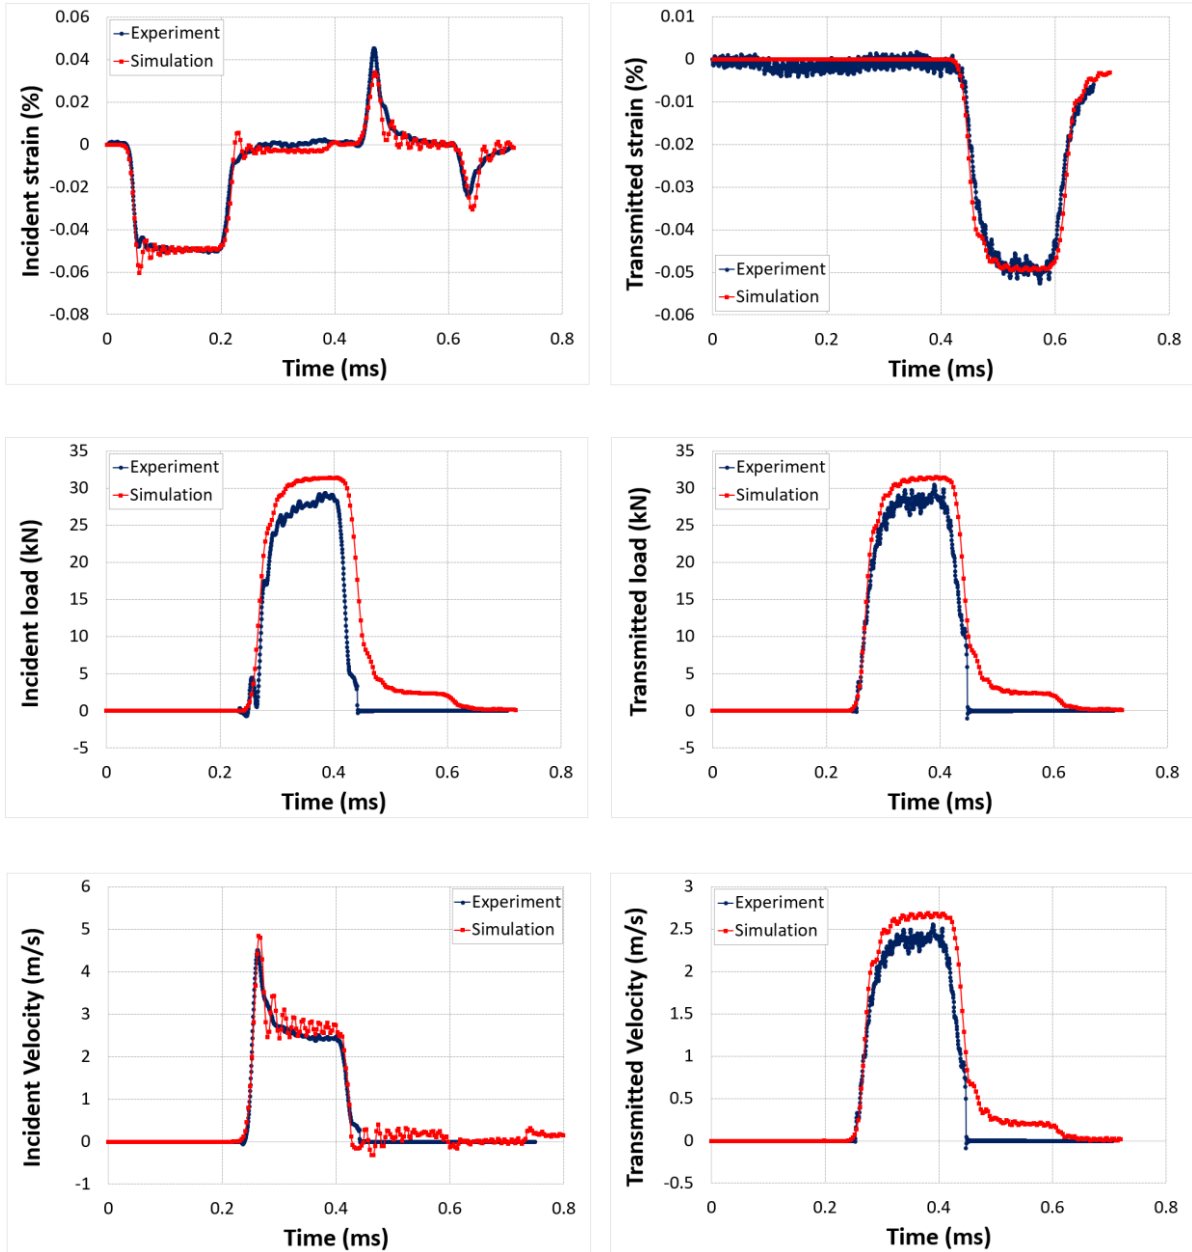 0.06
0.04
0.02
0
-0.02
-0.04
-0.06
-0.08
Incident strain (%)
Experiment
Simulation
0 0.2 0.4 0.6 0.8
Time (ms)
0.01
0
-0.01
-0.02
-0.03
-0.04
-0.05
-0.06
Transmitted strain (%)
Experiment
Simulation
0 0.2 0.4 0.6 0.8
Time (ms)
35
30
25
20
15
10
5
0
-5
Incident load (kN)
Experiment
Simulation
0 0.2 0.4 0.6 0.8
Time (ms)
35
30
25
20
15
10
5
0
-5
Transmitted load (kN)
Experiment
Simulation
0 0.2 0.4 0.6 0.8
Time (ms)
6
5
4
3
2
1
0
-1
Incident Velocity (m/s)
Experiment
Simulation
0 0.2 0.4 0.6 0.8
Time (ms)
3
2.5
2
1.5
1
0.5
0
-0.5
Transmitted Velocity (m/s)
Experiment
Simulation
0 0.2 0.4 0.6 0.8
Time (ms)